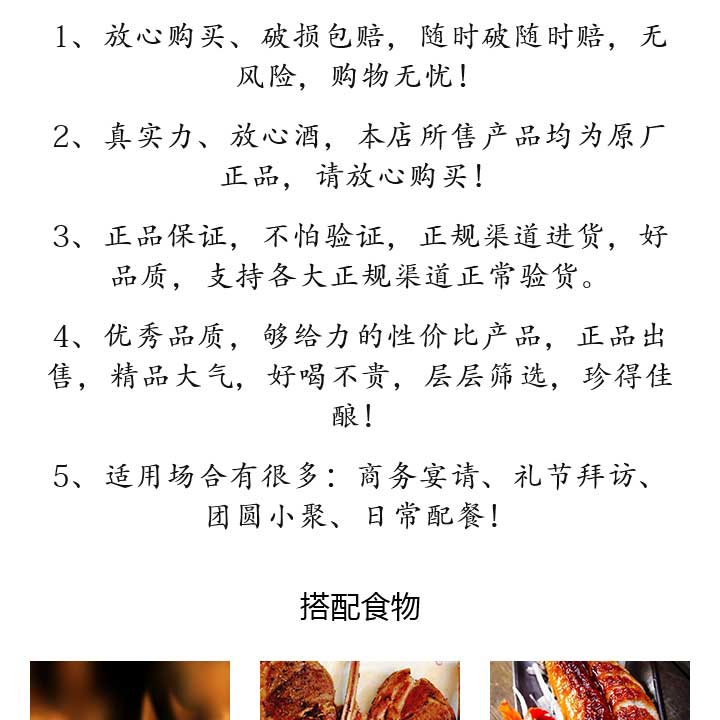 1、放心购买、破损包赔，随时破随时赔，无
风险，购物无忧！
2、真实力、放心酒，本店所售产品均为原厂
正品，请放心购买！
3、正品保证，不怕验证，正规渠道进货，好
品质，支持各大正规渠道正常验货。
4、优秀品质，够给力的性价比产品，正品出
售，精品大气，好喝不贵，层层筛选，珍得佳
酿！
5、适用场合有很多：商务宴请、礼节拜访、
团圆小聚、日常配餐！
搭配食物